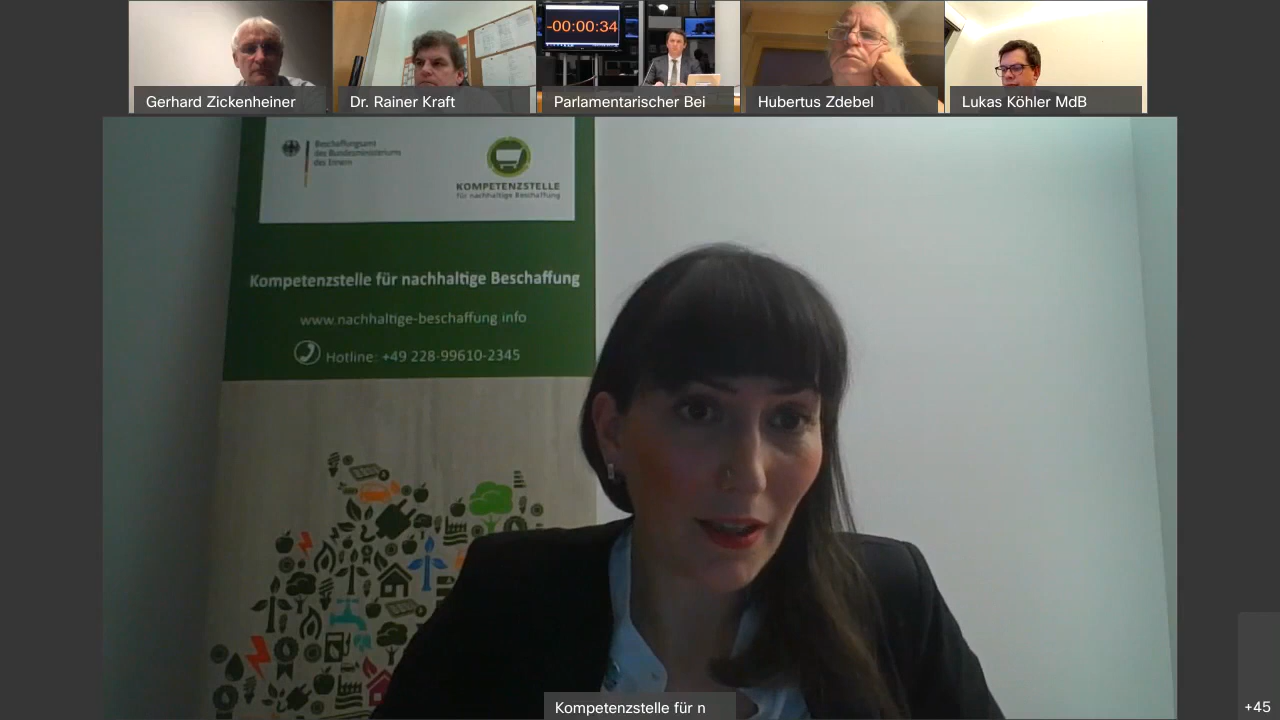 -00:00:34
Gerhard Zickenheiner
Dr. Rainer Kraft
Parlamentarischer Bei
Hubertus Zdebel
Lukas Köhler MdB
Beschaffungsamt
des Bundesministeriums
des Innern
KOMPETENZSTELLE
für nachhaltige Beschaffung
Kompetenzstelle für nachhaltige Beschaffung
www.nachhaltige-beschaffung.info
Hotline: +49 228-99610-2345
Kompetenzstelle für n
+45